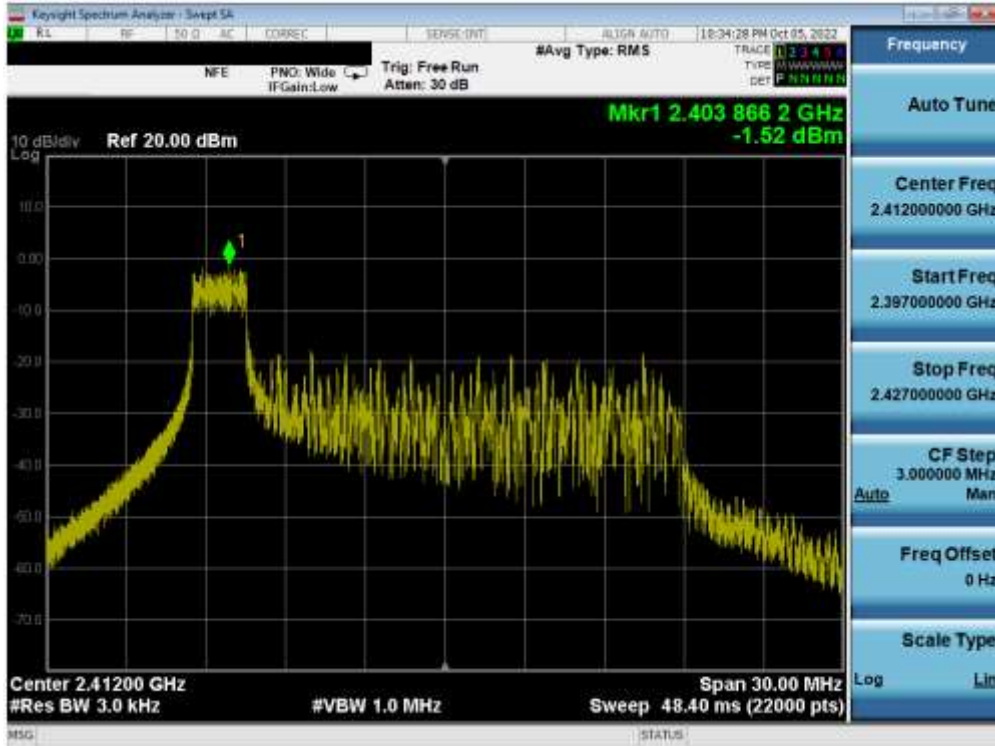 Keysight Spectrum Analyzer - Swept SA
RL RF 50 Ω AC CORREC SENSE:INT ALIGN AUTO 10:34:28 PM Oct 05, 2022
NFE PNO: Wide Trig: Free Run #Avg Type: RMS TRACE 1 2 3 4 5 6
IFGain:Low Atten: 30 dB TYPE
DET P N N N N N
Mkr1 2.403 866 2 GHz
-1.52 dBm
10 dB/div Ref 20.00 dBm
Log
10.0
1
0.00
-10.0
-20.0
-30.0
-40.0
-50.0
-60.0
-70.0
Center 2.41200 GHz Span 30.00 MHz
#Res BW 3.0 kHz #VBW 1.0 MHz Sweep 48.40 ms (22000 pts)
MSG STATUS
Frequency
Auto Tune
Center Freq
2.412000000 GHz
Start Freq
2.397000000 GHz
Stop Freq
2.427000000 GHz
CF Step
3.000000 MHz
Auto Man
Freq Offset
0 Hz
Scale Type
Log Lin